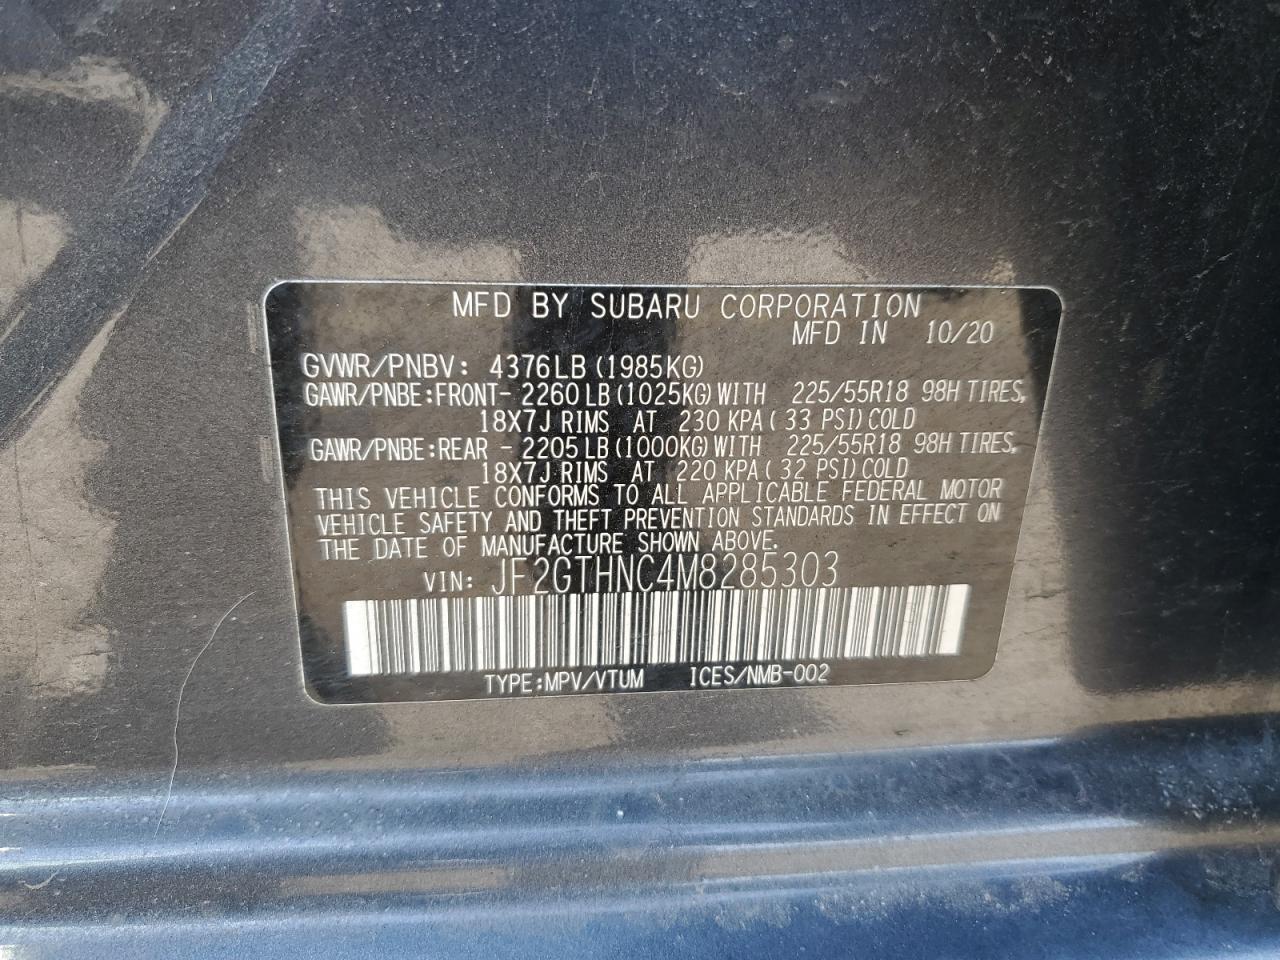 MFD BY SUBARU CORPORATION
MFD IN 10/20
GVWR/PNBV: 4376LB (1985KG)
GAWR/PNBE:FRONT- 2260 LB (1025KG) WITH 225/55R18 98H TIRES,
18X7J RIMS AT 230 KPA( 33 PSI) COLD
GAWR/PNBE:REAR - 2205 LB (1000KG) WITH 225/55R18 98H TIRES,
18X7J RIMS AT 220 KPA( 32 PSI) COLD
THIS VEHICLE CONFORMS TO ALL APPLICABLE FEDERAL MOTOR
VEHICLE SAFETY AND THEFT PREVENTION STANDARDS IN EFFECT ON
THE DATE OF MANUFACTURE SHOWN ABOVE.
VIN: JF2GTHNC4M8285303
TYPE:MPV/VTUM ICES/NMB-002